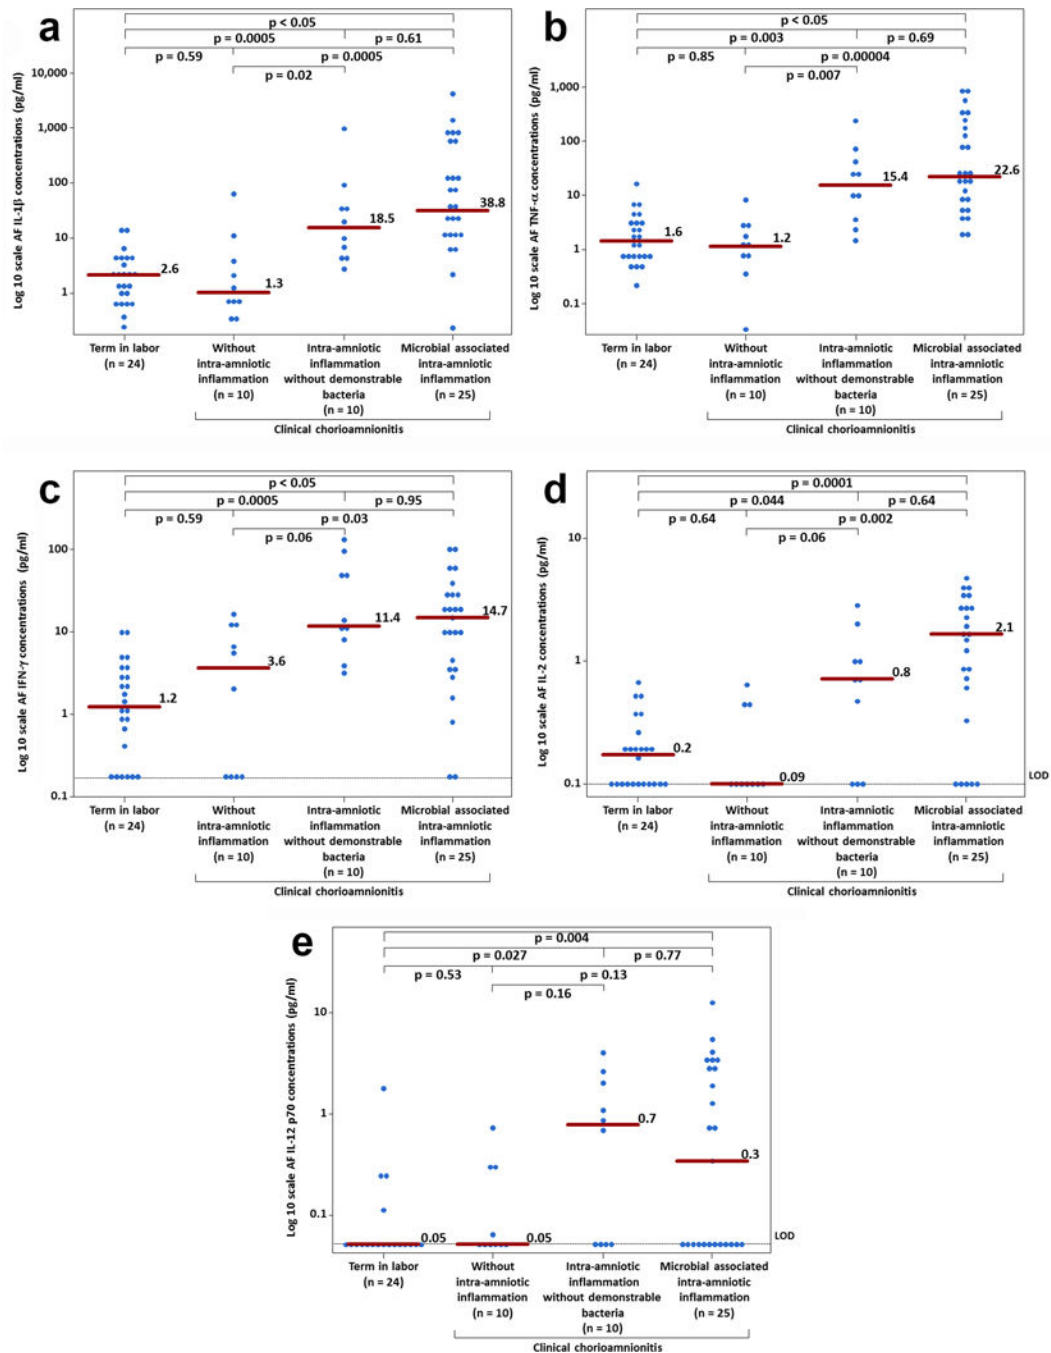 a
p < 0.05
p = 0.0005 p = 0.61
p = 0.59 p = 0.0005
p = 0.02
Log 10 scale AF IL-1β concentrations (pg/ml)
10,000
1,000
100
10
1
2.6
1.3
18.5
38.8
Term in labor
(n = 24)
Without
intra-amniotic
inflammation
(n = 10)
Intra-amniotic
inflammation
without demonstrable
bacteria
(n = 10)
Microbial associated
intra-amniotic
inflammation
(n = 25)
Clinical chorioamnionitis
b
p < 0.05
p = 0.003 p = 0.69
p = 0.85 p = 0.00004
p = 0.007
Log 10 scale AF TNF-α concentrations (pg/ml)
1,000
100
10
1
0.1
1.6
1.2
15.4
22.6
Term in labor
(n = 24)
Without
intra-amniotic
inflammation
(n = 10)
Intra-amniotic
inflammation
without demonstrable
bacteria
(n = 10)
Microbial associated
intra-amniotic
inflammation
(n = 25)
Clinical chorioamnionitis
c
p < 0.05
p = 0.0005 p = 0.95
p = 0.59 p = 0.03
p = 0.06
Log 10 scale AF IFN-γ concentrations (pg/ml)
100
10
1
0.1
1.2
3.6
11.4
14.7
Term in labor
(n = 24)
Without
intra-amniotic
inflammation
(n = 10)
Intra-amniotic
inflammation
without demonstrable
bacteria
(n = 10)
Microbial associated
intra-amniotic
inflammation
(n = 25)
Clinical chorioamnionitis
d
p = 0.0001
p = 0.044 p = 0.64
p = 0.64 p = 0.002
p = 0.06
Log 10 scale AF IL-2 concentrations (pg/ml)
10
1
0.1
0.2
0.09
0.8
2.1
LOD
Term in labor
(n = 24)
Without
intra-amniotic
inflammation
(n = 10)
Intra-amniotic
inflammation
without demonstrable
bacteria
(n = 10)
Microbial associated
intra-amniotic
inflammation
(n = 25)
Clinical chorioamnionitis
e
p = 0.004
p = 0.027 p = 0.77
p = 0.53 p = 0.13
p = 0.16
Log 10 scale AF IL-12 p70 concentrations (pg/ml)
10
1
0.1
0.05
0.05
0.7
0.3
LOD
Term in labor
(n = 24)
Without
intra-amniotic
inflammation
(n = 10)
Intra-amniotic
inflammation
without demonstrable
bacteria
(n = 10)
Microbial associated
intra-amniotic
inflammation
(n = 25)
Clinical chorioamnionitis